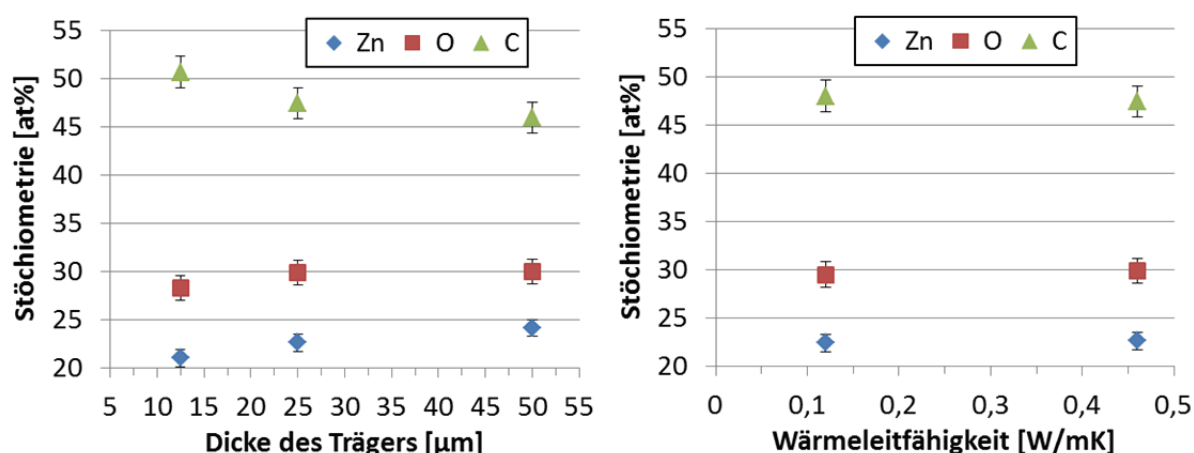 Zn O C
Stöchiometrie [at%]
55
50
45
40
35
30
25
20
5 10 15 20 25 30 35 40 45 50 55
Dicke des Trägers [µm]
Zn O C
Stöchiometrie [at%]
55
50
45
40
35
30
25
20
0 0,1 0,2 0,3 0,4 0,5
Wärmeleitfähigkeit [W/mK]